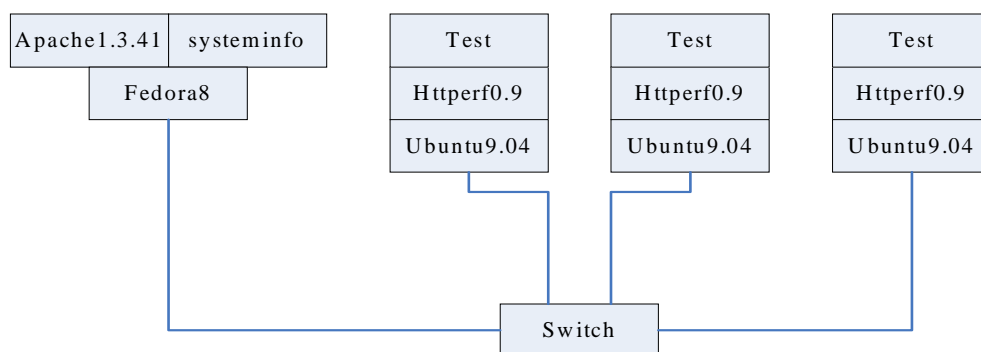 Apache1.3.41 systeminfo
Fedora8
Test
Httperf0.9
Ubuntu9.04
Test
Httperf0.9
Ubuntu9.04
Test
Httperf0.9
Ubuntu9.04
Switch